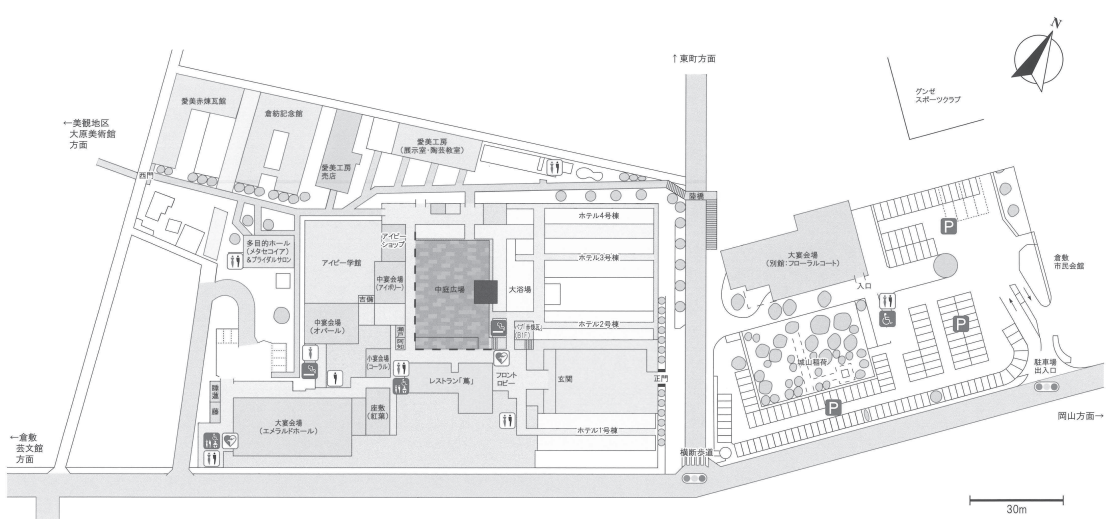 N
↑東町方面
グンゼ
スポーツクラブ
愛美赤煉瓦館
倉紡記念館
愛美工房
売店
愛美工房
(展示室・陶芸教室)
←美観地区
大原美術館
方面
西門
陸橋
ホテル4号棟
ホテル3号棟
ホテル2号棟
ホテル1号棟
アイビー
ショップ
アイビー学館
多目的ホール
(メタセコイア)
&ブライダルサロン
中宴会場
(アイボリー)
中庭広場
大浴場
吉備
中宴会場
(オパール)
瀬戸
阿知
小宴会場
(コーラル)
レストラン「蔦」
フロント
ロビー
(B1F)
玄関
正門
座敷
(紅葉)
大宴会場
(エメラルドホール)
藤
大宴会場
(別館:フローラルコート)
入口
P
倉敷
市民会館
P
城山稲荷
P
駐車場
出入口
岡山方面→
横断歩道
←倉敷
芸文館
方面
30m